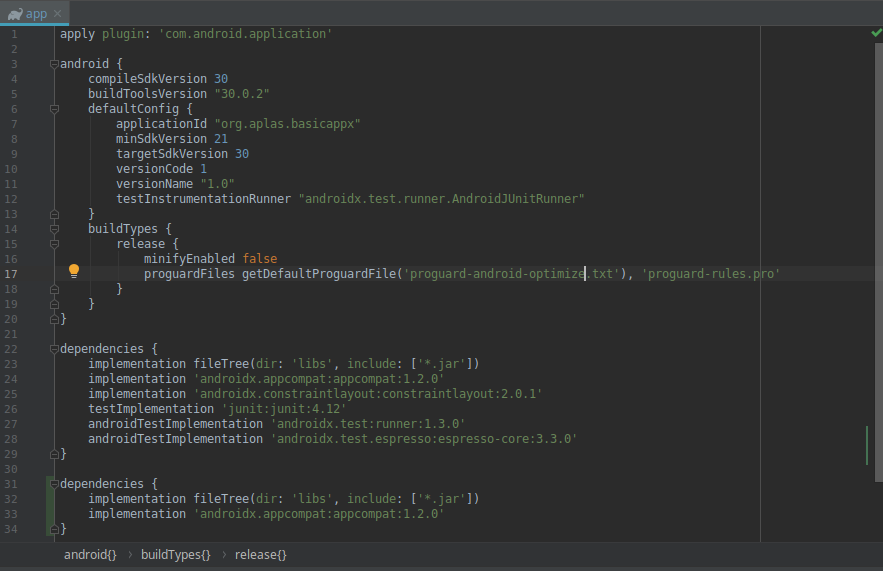 app
1 apply plugin: 'com.android.application'
2
3 android {
4 compileSdkVersion 30
5 buildToolsVersion "30.0.2"
6 defaultConfig {
7 applicationId "org.aplas.basicappx"
8 minSdkVersion 21
9 targetSdkVersion 30
10 versionCode 1
11 versionName "1.0"
12 testInstrumentationRunner "androidx.test.runner.AndroidJUnitRunner"
13 }
14 buildTypes {
15 release {
16 minifyEnabled false
17 proguardFiles getDefaultProguardFile('proguard-android-optimize.txt'), 'proguard-rules.pro'
18 }
19 }
20 }
21
22 dependencies {
23 implementation fileTree(dir: 'libs', include: ['*.jar'])
24 implementation 'androidx.appcompat:appcompat:1.2.0'
25 implementation 'androidx.constraintlayout:constraintlayout:2.0.1'
26 testImplementation 'junit:junit:4.12'
27 androidTestImplementation 'androidx.test:runner:1.3.0'
28 androidTestImplementation 'androidx.test.espresso:espresso-core:3.3.0'
29 }
30
31 dependencies {
32 implementation fileTree(dir: 'libs', include: ['*.jar'])
33 implementation 'androidx.appcompat:appcompat:1.2.0'
34 }
android{} › buildTypes{} › release{}